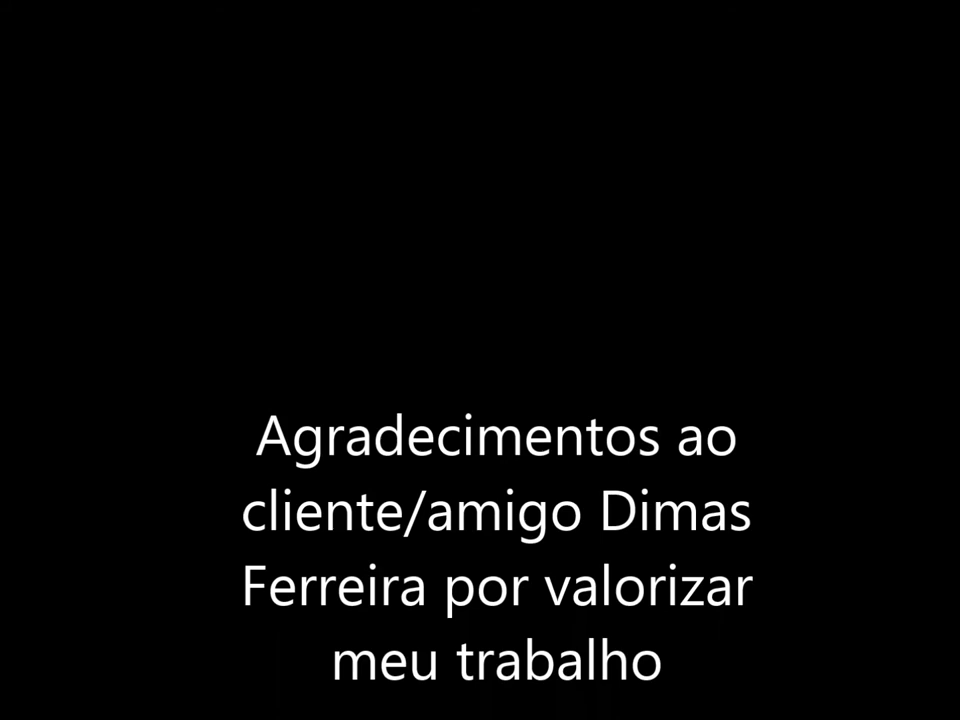 Agradecimentos ao
cliente/amigo Dimas
Ferreira por valorizar
meu trabalho